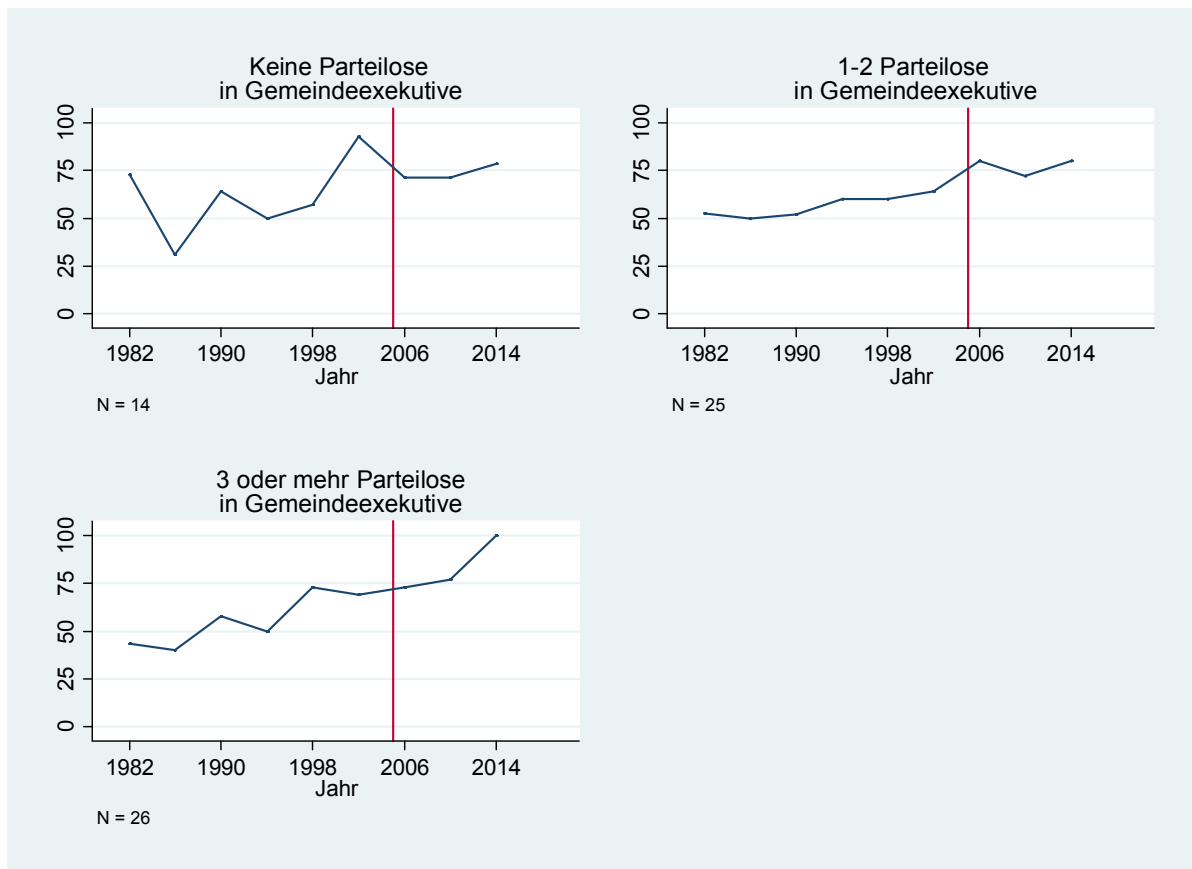 Keine Parteilose
in Gemeindeexekutive
100
75
50
25
0
1982 1990 1998 2006 2014
Jahr
N = 14
1-2 Parteilose
in Gemeindeexekutive
100
75
50
25
0
1982 1990 1998 2006 2014
Jahr
N = 25
3 oder mehr Parteilose
in Gemeindeexekutive
100
75
50
25
0
1982 1990 1998 2006 2014
Jahr
N = 26